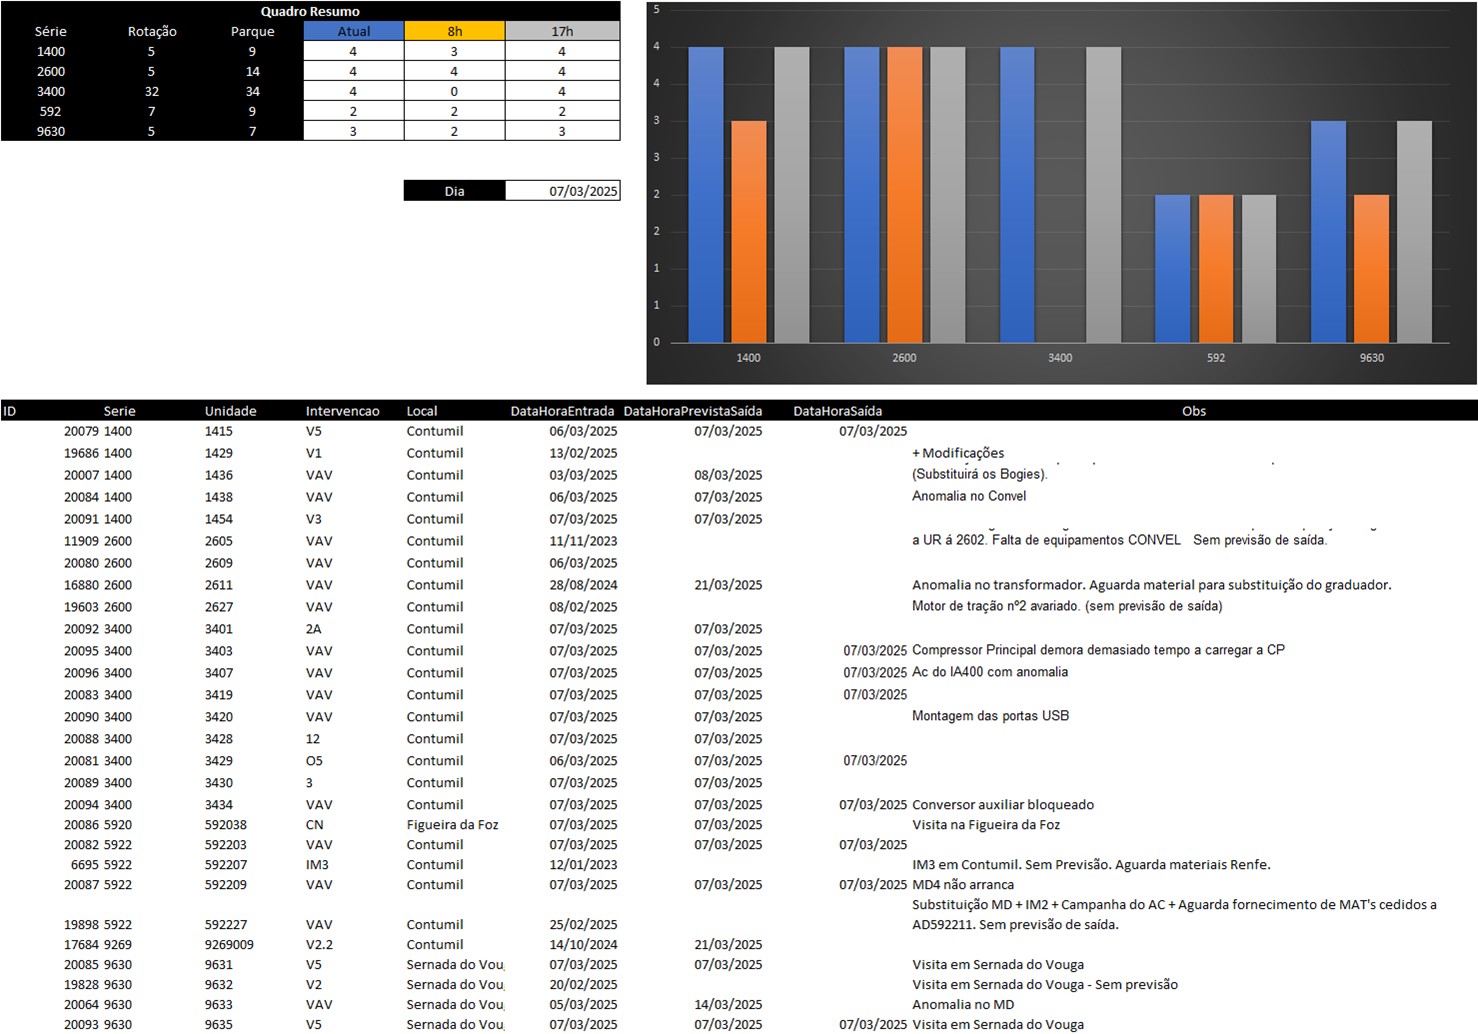 Quadro Resumo
Série Rotação Parque Atual 8h 17h
1400 5 9 4 3 4
2600 5 14 4 4 4
3400 32 34 4 0 4
592 7 9 2 2 2
9630 5 7 3 2 3
Dia 07/03/2025
5
4
4
3
3
2
2
1
1
0
1400 2600 3400 592 9630
ID Serie Unidade Intervencao Local DataHoraEntrada DataHoraPrevistaSaída DataHoraSaída Obs
20079 1400 1415 V5 Contumil 06/03/2025 07/03/2025 07/03/2025
19686 1400 1429 V1 Contumil 13/02/2025 + Modificações
20007 1400 1436 VAV Contumil 03/03/2025 08/03/2025 (Substituirá os Bogies).
20084 1400 1438 VAV Contumil 06/03/2025 07/03/2025 Anomalia no Convel
20091 1400 1454 V3 Contumil 07/03/2025 07/03/2025
11909 2600 2605 VAV Contumil 11/11/2023 a UR á 2602. Falta de equipamentos CONVEL Sem previsão de saída.
20080 2600 2609 VAV Contumil 06/03/2025
16880 2600 2611 VAV Contumil 28/08/2024 21/03/2025 Anomalia no transformador. Aguarda material para substituição do graduador.
19603 2600 2627 VAV Contumil 08/02/2025 Motor de tração nº2 avariado. (sem previsão de saída)
20092 3400 3401 2A Contumil 07/03/2025 07/03/2025
20095 3400 3403 VAV Contumil 07/03/2025 07/03/2025 07/03/2025 Compressor Principal demora demasiado tempo a carregar a CP
20096 3400 3407 VAV Contumil 07/03/2025 07/03/2025 07/03/2025 Ac do IA400 com anomalia
20083 3400 3419 VAV Contumil 07/03/2025 07/03/2025 07/03/2025
20090 3400 3420 VAV Contumil 07/03/2025 07/03/2025 Montagem das portas USB
20088 3400 3428 12 Contumil 07/03/2025 07/03/2025
20081 3400 3429 O5 Contumil 06/03/2025 07/03/2025 07/03/2025
20089 3400 3430 3 Contumil 07/03/2025 07/03/2025
20094 3400 3434 VAV Contumil 07/03/2025 07/03/2025 07/03/2025 Conversor auxiliar bloqueado
20086 5920 592038 CN Figueira da Foz 07/03/2025 07/03/2025 Visita na Figueira da Foz
20082 5922 592203 VAV Contumil 07/03/2025 07/03/2025 07/03/2025
6695 5922 592207 IM3 Contumil 12/01/2023 IM3 em Contumil. Sem Previsão. Aguarda materiais Renfe.
20087 5922 592209 VAV Contumil 07/03/2025 07/03/2025 07/03/2025 MD4 não arranca
Substituição MD + IM2 + Campanha do AC + Aguarda fornecimento de MAT's cedidos a
19898 5922 592227 VAV Contumil 25/02/2025 AD592211. Sem previsão de saída.
17684 9269 9269009 V2.2 Contumil 14/10/2024 21/03/2025
20085 9630 9631 V5 Sernada do Vou 07/03/2025 07/03/2025 Visita em Sernada do Vouga
19828 9630 9632 V2 Sernada do Vou 20/02/2025 Visita em Sernada do Vouga - Sem previsão
20064 9630 9633 VAV Sernada do Vou 05/03/2025 14/03/2025 Anomalia no MD
20093 9630 9635 V5 Sernada do Vou 07/03/2025 07/03/2025 07/03/2025 Visita em Sernada do Vouga